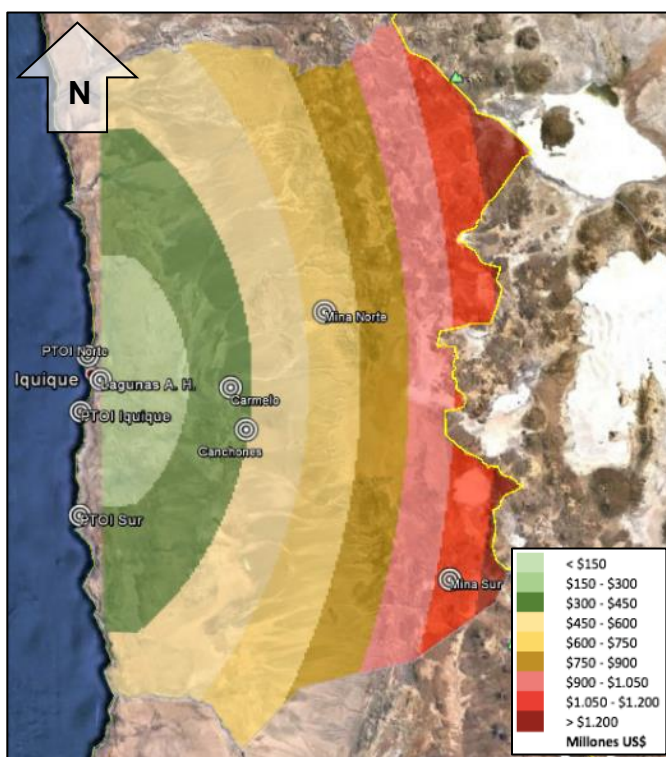 N
Mina Norte
PTOI Norte
Iquique
Lagunas A. H.
Carmelo
PTOI Iquique
Canchones
PTOI Sur
Mina Sur
< $150
$150 - $300
$300 - $450
$450 - $600
$600 - $750
$750 - $900
$900 - $1.050
$1.050 - $1.200
> $1.200
Millones US$